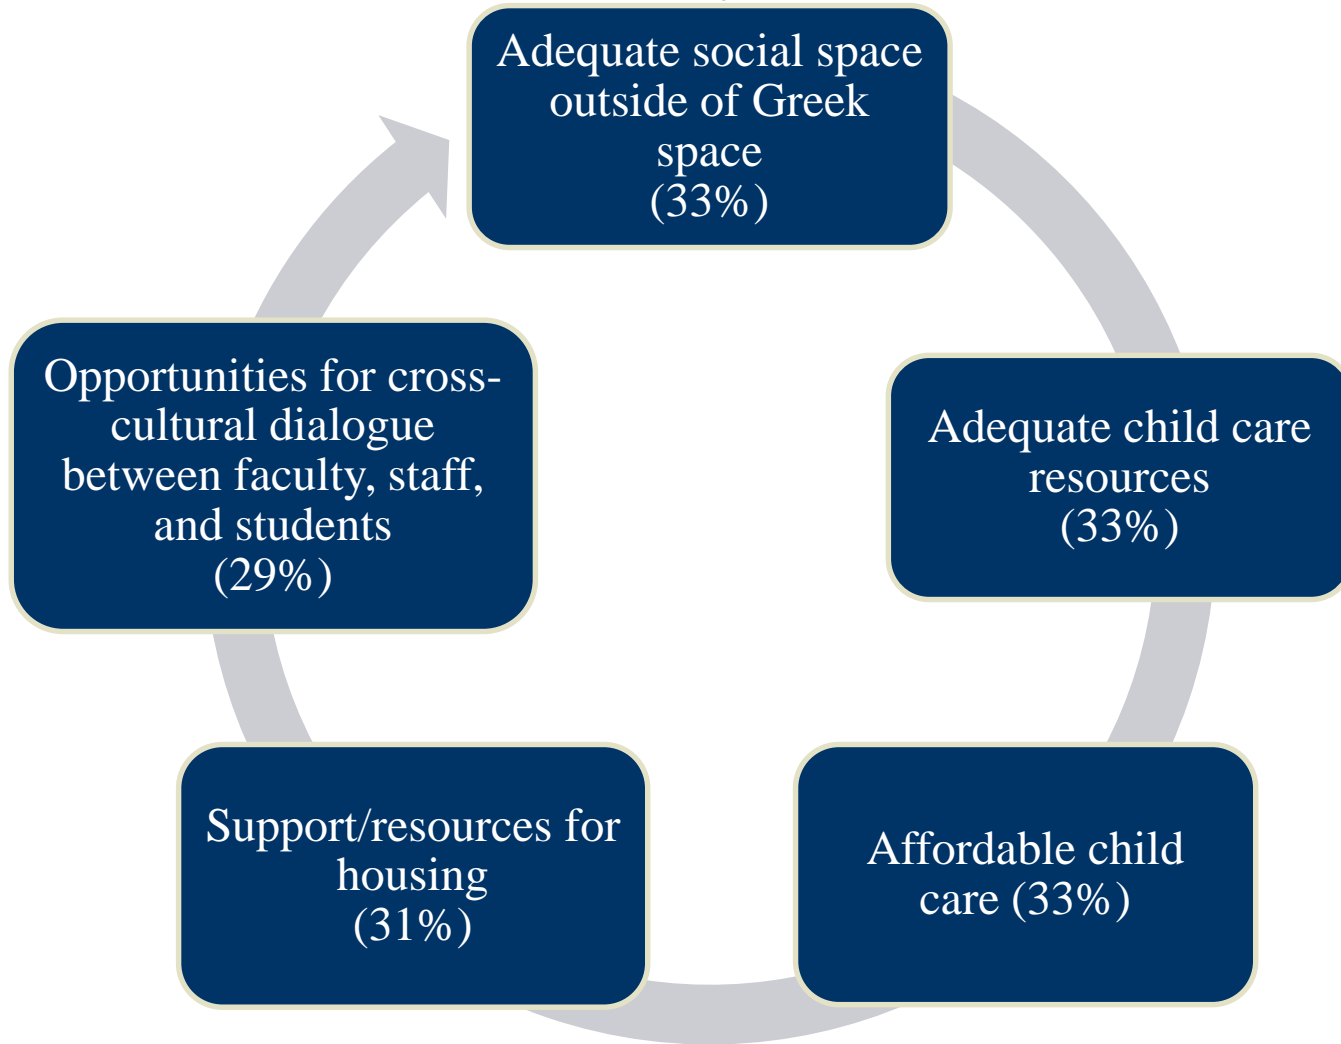 Adequate social space
outside of Greek
space
(33%)
Adequate child care
resources
(33%)
Affordable child
care (33%)
Support/resources for
housing
(31%)
Opportunities for cross-
cultural dialogue
between faculty, staff,
and students
(29%)